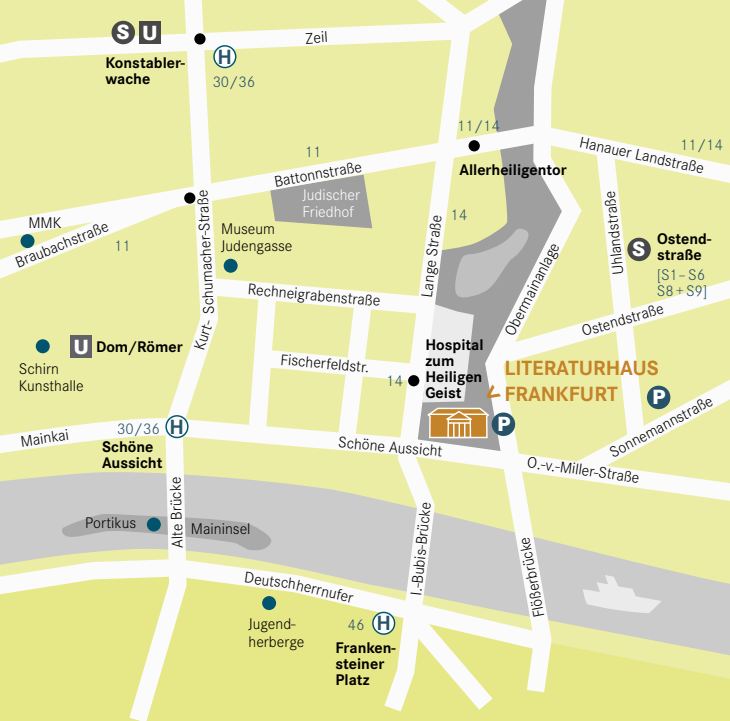 S U
Zeil
Konstabler-
wache
H
30/36
11/14
Hanauer Landstraße
11/14
11
Battonnstraße
Allerheiligentor
Jüdischer
Friedhof
MMK
Braubachstraße
11
Kurt- Schumacher-Straße
Museum
Judengasse
Lange Straße
14
Uhlandstraße
S
Ostend-
straße
[S1–S6
S8+S9]
Obermainanlage
Rechneigrabenstraße
Ostendstraße
U Dom/Römer
Schirn
Kunsthalle
Fischerfeldstr.
14
Hospital
zum
Heiligen
Geist
LITERATURHAUS
FRANKFURT
P
P
Sonnemannstraße
Mainkai
30/36 H
Schöne
Aussicht
Schöne Aussicht
O.-v.-Miller-Straße
Portikus
Alte Brücke
Maininsel
I.-Bubis-Brücke
Flößerbrücke
Deutschherrnufer
Jugend-
herberge
46 H
Franken-
steiner
Platz